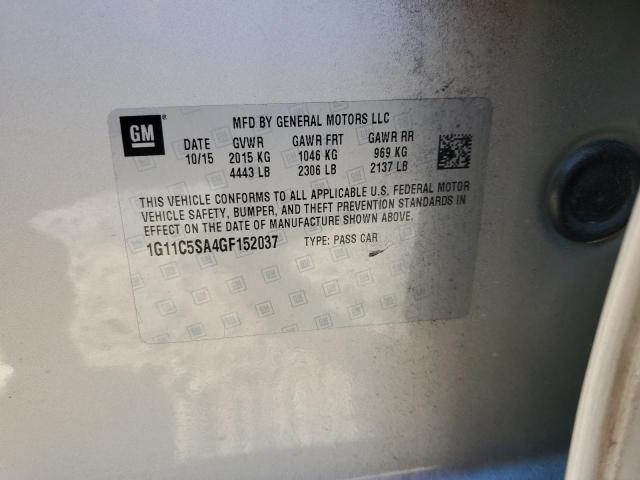 GM ®
MFD BY GENERAL MOTORS LLC
DATE GVWR GAWR FRT GAWR RR
10/15 2015 KG 1046 KG 969 KG
4443 LB 2306 LB 2137 LB
THIS VEHICLE CONFORMS TO ALL APPLICABLE U.S. FEDERAL MOTOR
VEHICLE SAFETY, BUMPER, AND THEFT PREVENTION STANDARDS IN
EFFECT ON THE DATE OF MANUFACTURE SHOWN ABOVE.
1G11C5SA4GF152037 TYPE: PASS CAR